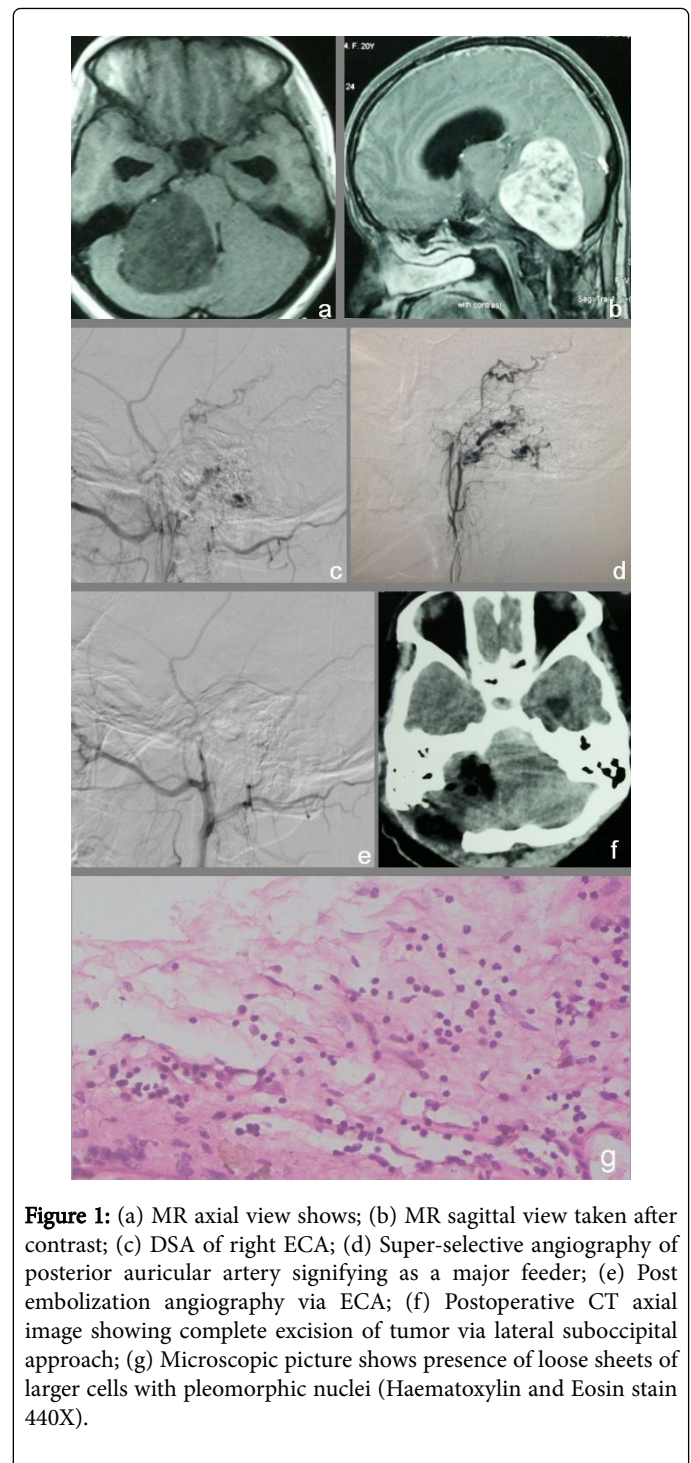 4. F. 20Y
24
a
with contrast
b
c
d
e
f
g
Figure 1: (a) MR axial view shows; (b) MR sagittal view taken after
contrast; (c) DSA of right ECA; (d) Super-selective angiography of
posterior auricular artery signifying as a major feeder; (e) Post
embolization angiography via ECA; (f) Postoperative CT axial
image showing complete excision of tumor via lateral suboccipital
approach; (g) Microscopic picture shows presence of loose sheets of
larger cells with pleomorphic nuclei (Haematoxylin and Eosin stain
440X).